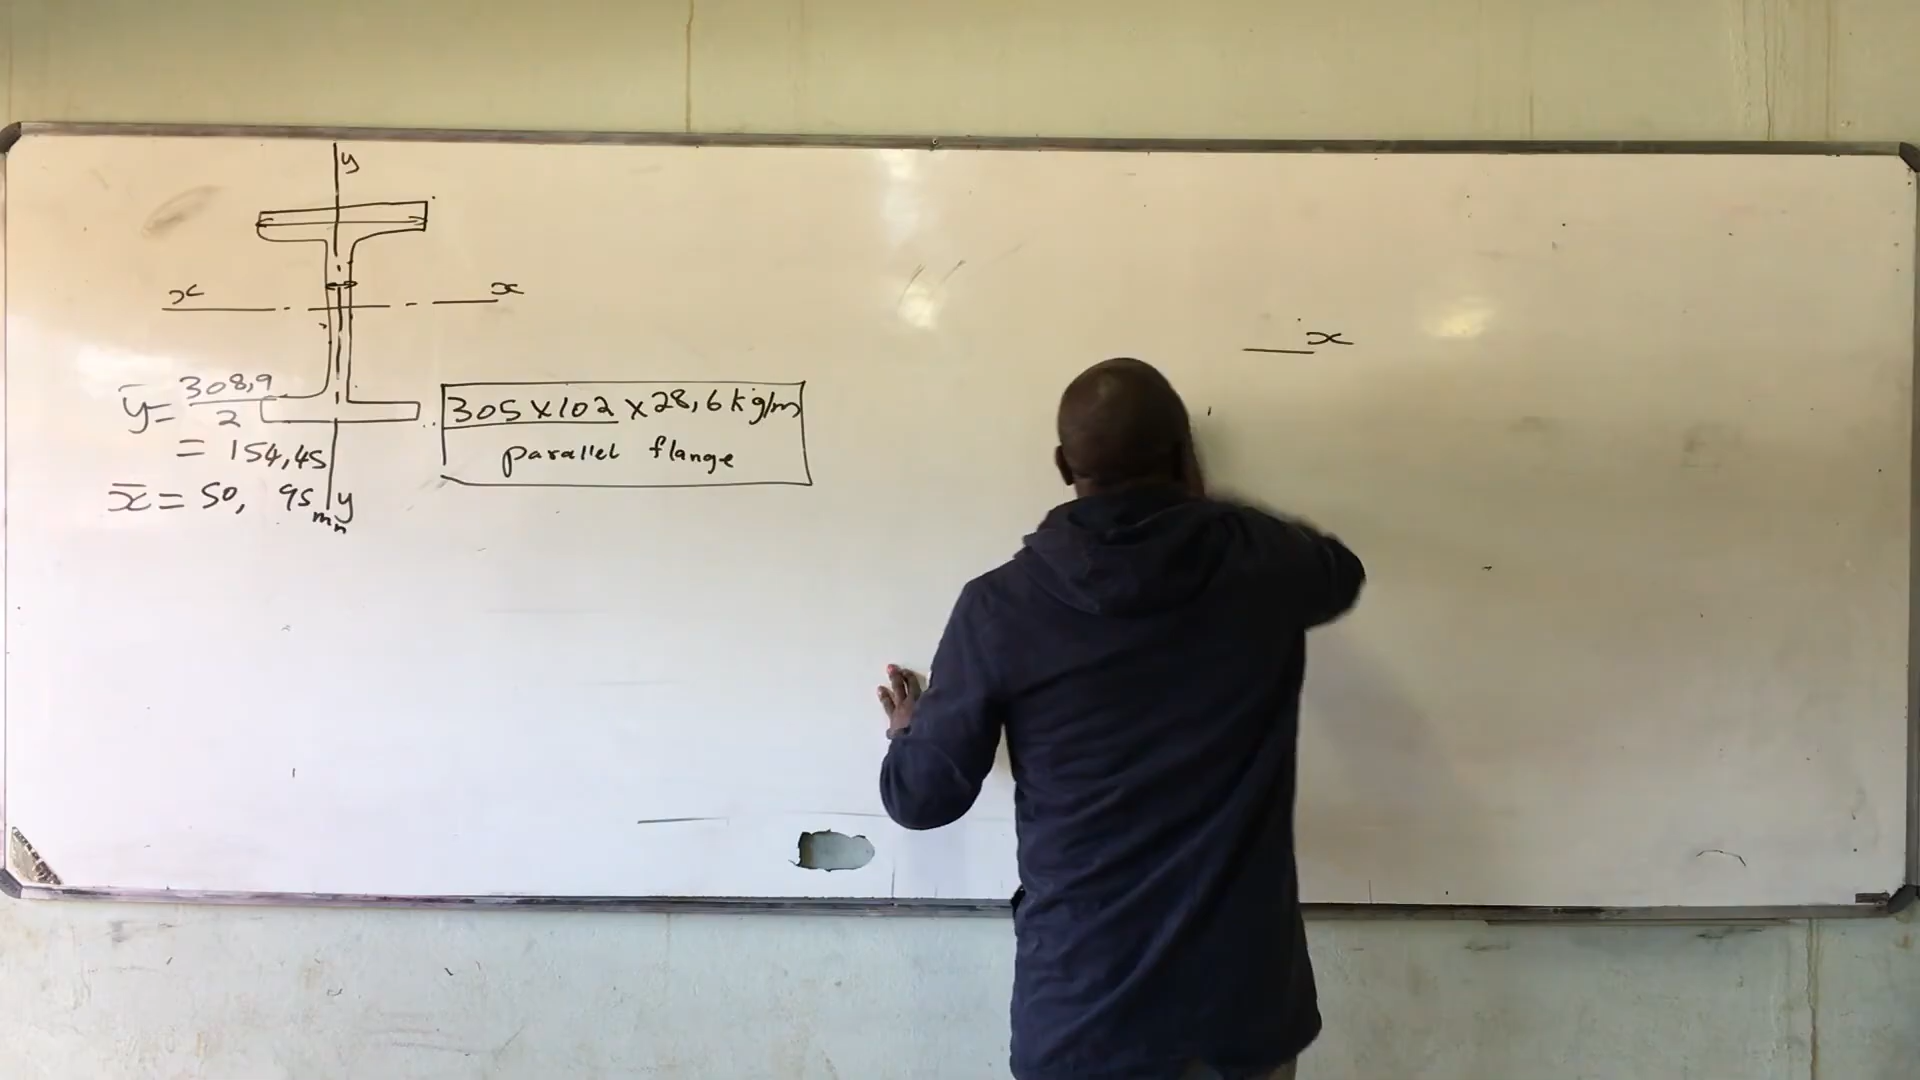 y
x x
ȳ = 308,9
2
= 154,45
x̄ = 50, 95 mm
y
305 x 102 x 28,6 kg/m
parallel flange
x